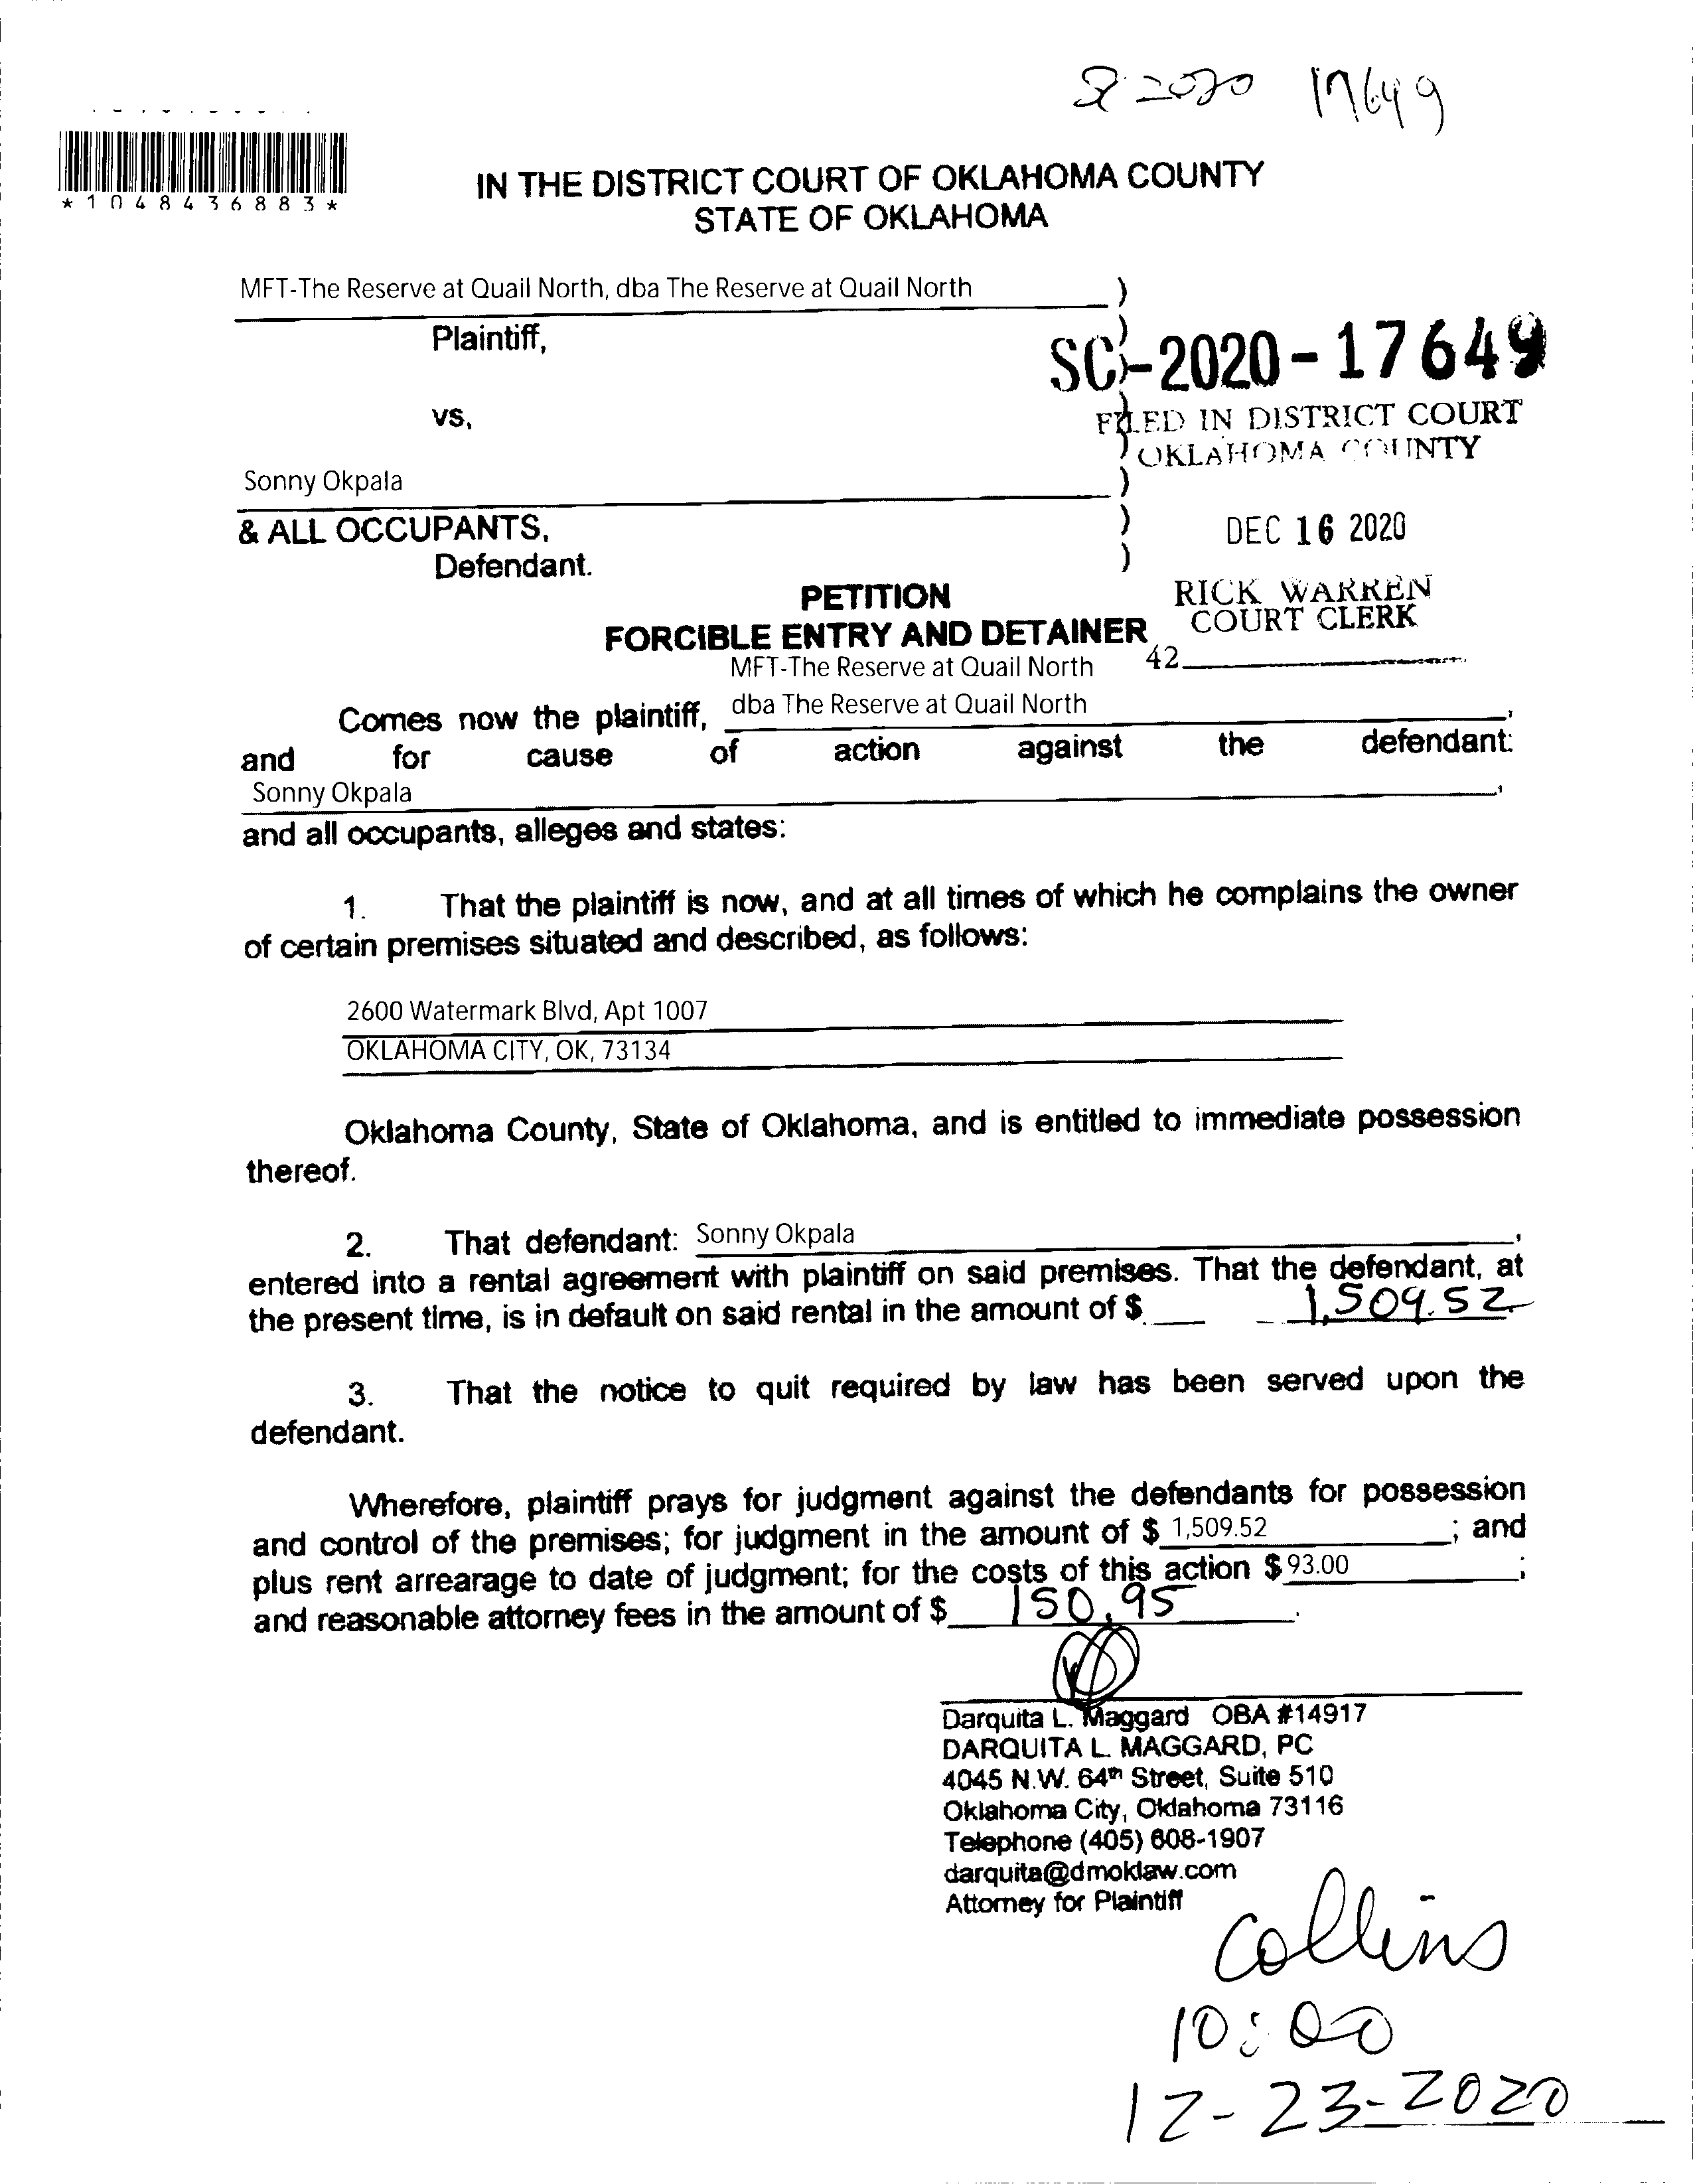 SC 2020 17649
*1048436883*
IN THE DISTRICT COURT OF OKLAHOMA COUNTY
STATE OF OKLAHOMA
MFT-The Reserve at Quail North, dba The Reserve at Quail North )
Plaintiff, )
SC-2020-17649
vs, )
FILED IN DISTRICT COURT
OKLAHOMA COUNTY
Sonny Okpala )
& ALL OCCUPANTS, )
DEC 16 2020
Defendant. )
PETITION
RICK WARREN
COURT CLERK
FORCIBLE ENTRY AND DETAINER
42
MFT-The Reserve at Quail North
Comes now the plaintiff, dba The Reserve at Quail North,
and for cause of action against the defendant:
Sonny Okpala,
and all occupants, alleges and states:
1. That the plaintiff is now, and at all times of which he complains the owner
of certain premises situated and described, as follows:
2600 Watermark Blvd, Apt 1007
OKLAHOMA CITY, OK, 73134
Oklahoma County, State of Oklahoma, and is entitled to immediate possession
thereof.
2. That defendant: Sonny Okpala,
entered into a rental agreement with plaintiff on said premises. That the defendant, at
the present time, is in default on said rental in the amount of $ 1,509.52
3. That the notice to quit required by law has been served upon the
defendant.
Wherefore, plaintiff prays for judgment against the defendants for possession
and control of the premises; for judgment in the amount of $ 1,509.52; and
plus rent arrearage to date of judgment; for the costs of this action $ 93.00;
and reasonable attorney fees in the amount of $ 150.95.
Darquita L. Maggard OBA #14917
DARQUITA L. MAGGARD, PC
4045 N.W. 64th Street, Suite 510
Oklahoma City, Oklahoma 73116
Telephone (405) 608-1907
darquita@dmoklaw.com
Attorney for Plaintiff
Collins
10:00
12-23-2020